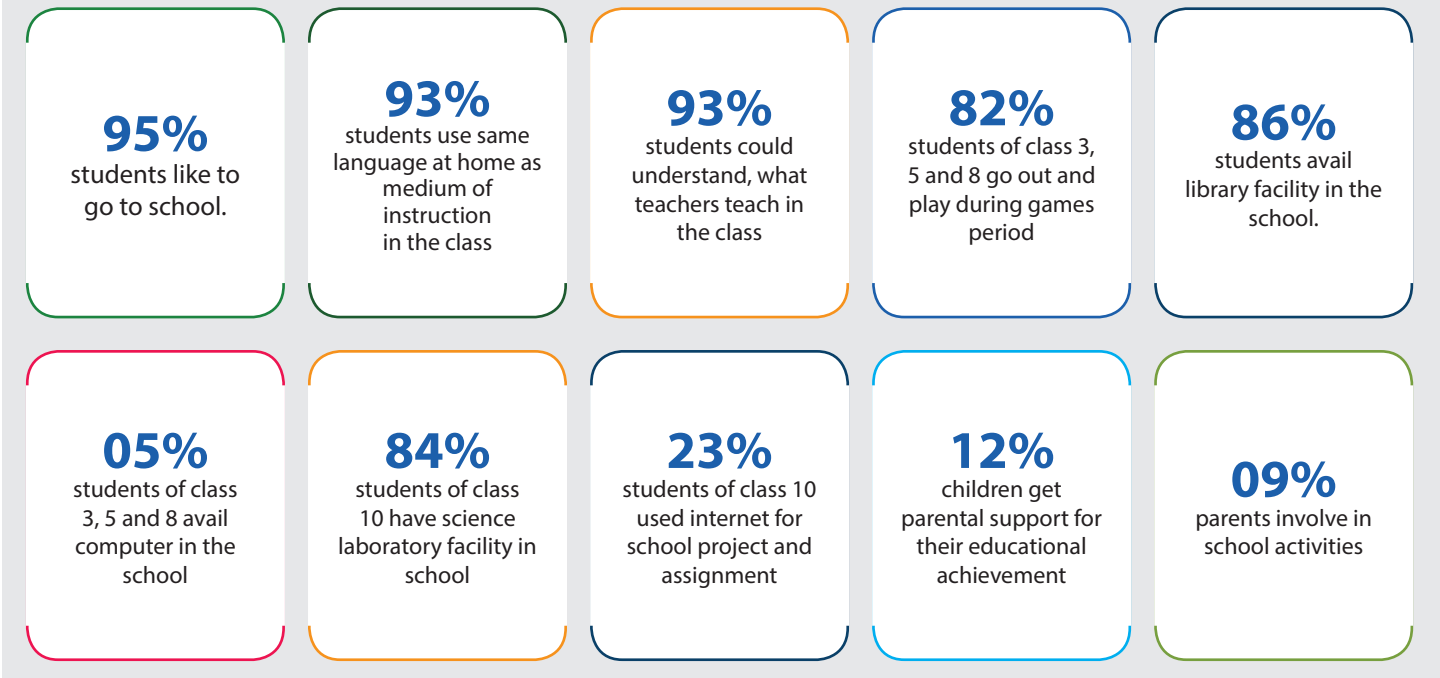 95%
students like to
go to school.
93%
students use same
language at home as
medium of
instruction
in the class
93%
students could
understand, what
teachers teach in
the class
82%
students of class 3,
5 and 8 go out and
play during games
period
86%
students avail
library facility in the
school.
05%
students of class
3, 5 and 8 avail
computer in the
school
84%
students of class
10 have science
laboratory facility in
school
23%
students of class 10
used internet for
school project and
assignment
12%
children get
parental support for
their educational
achievement
09%
parents involve in
school activities